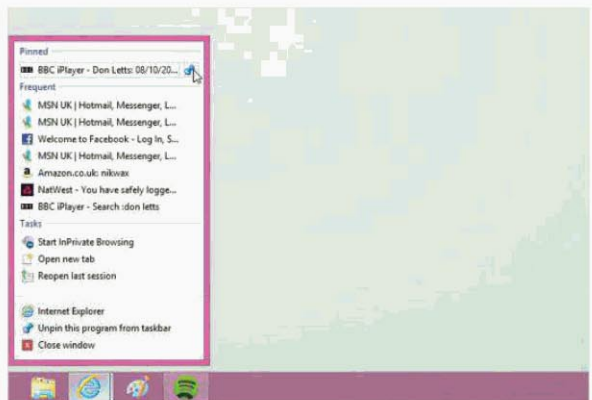 Pinned
BBC iPlayer - Don Letts: 08/10/20...
Frequent
MSN UK | Hotmail, Messenger, L...
MSN UK | Hotmail, Messenger, L...
Welcome to Facebook - Log In, S...
MSN UK | Hotmail, Messenger, L...
Amazon.co.uk: nikwax
NatWest - You have safely logge...
BBC iPlayer - Search :don letts
Tasks
Start InPrivate Browsing
Open new tab
Reopen last session
Internet Explorer
Unpin this program from taskbar
Close window